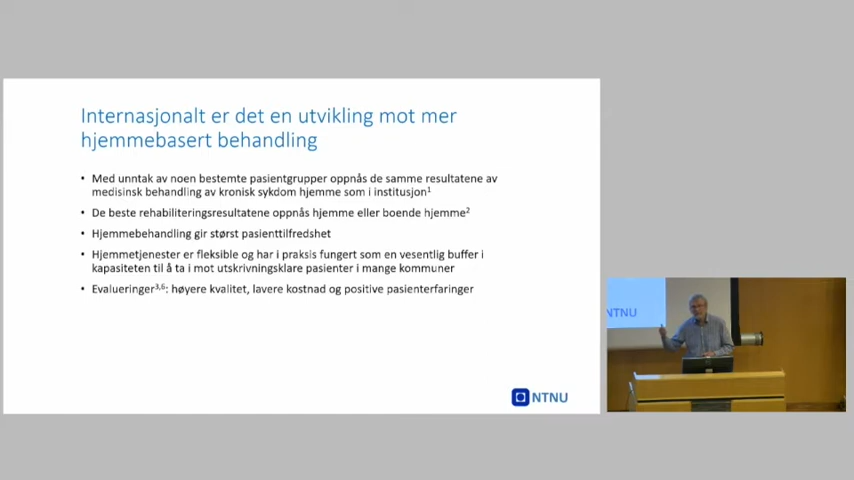 Internasjonalt er det en utvikling mot mer
hjemmebasert behandling
• Med unntak av noen bestemte pasientgrupper oppnås de samme resultatene av
medisinsk behandling av kronisk sykdom hjemme som i institusjon¹
• De beste rehabiliteringsresultatene oppnås hjemme eller boende hjemme²
• Hjemmebehandling gir størst pasienttilfredshet
• Hjemmetjenester er fleksible og har i praksis fungert som en vesentlig buffer i
kapasiteten til å ta i mot utskrivningsklare pasienter i mange kommuner
• Evalueringer³,⁶: høyere kvalitet, lavere kostnad og positive pasienterfaringer
NTNU
NTNU